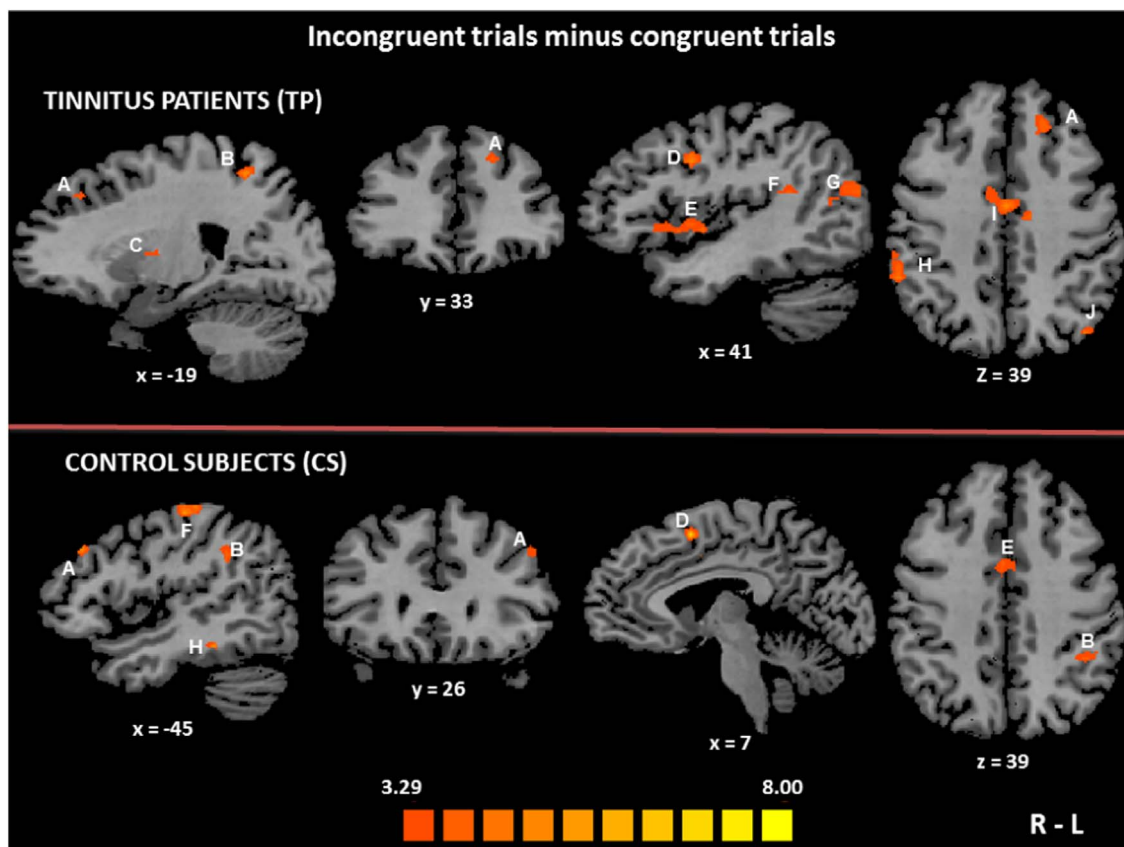 Incongruent trials minus congruent trials
TINNITUS PATIENTS (TP)
A
B
C
x = -19
A
y = 33
D
E
F
G
x = 41
A
I
H
J
Z = 39
CONTROL SUBJECTS (CS)
A
F
B
H
x = -45
A
y = 26
D
x = 7
E
B
z = 39
3.29
8.00
R - L